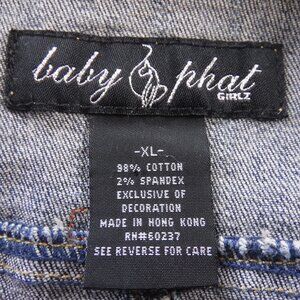 baby phat
GIRLZ
-XL-
98% COTTON
2% SPANDEX
EXCLUSIVE OF
DECORATION
MADE IN HONG KONG
RN#60237
SEE REVERSE FOR CARE